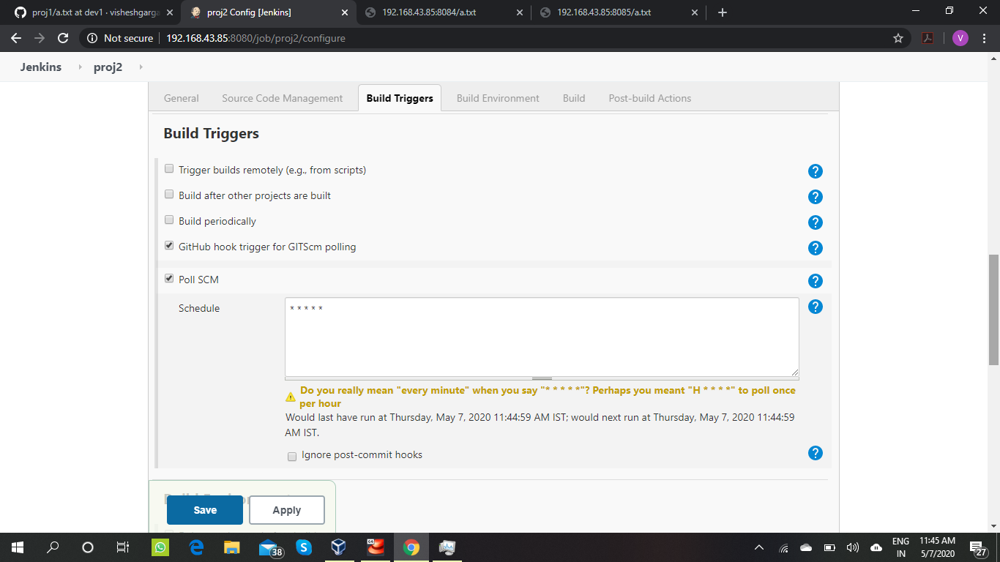 proj1/a.txt at dev1 · visheshgarga
proj2 Config [Jenkins]
192.168.43.85:8084/a.txt
192.168.43.85:8085/a.txt
Not secure
192.168.43.85:8080/job/proj2/configure
V
Jenkins
proj2
General
Source Code Management
Build Triggers
Build Environment
Build
Post-build Actions
Build Triggers
Trigger builds remotely (e.g., from scripts)
?
Build after other projects are built
?
Build periodically
?
GitHub hook trigger for GITScm polling
?
Poll SCM
?
Schedule
* * * * *
?
Do you really mean "every minute" when you say "* * * * *"? Perhaps you meant "H * * * *" to poll once
per hour
Would last have run at Thursday, May 7, 2020 11:44:59 AM IST; would next run at Thursday, May 7, 2020 11:44:59
AM IST.
Ignore post-commit hooks
?
Save
Apply
38
64
ENG
IN
11:45 AM
5/7/2020
27